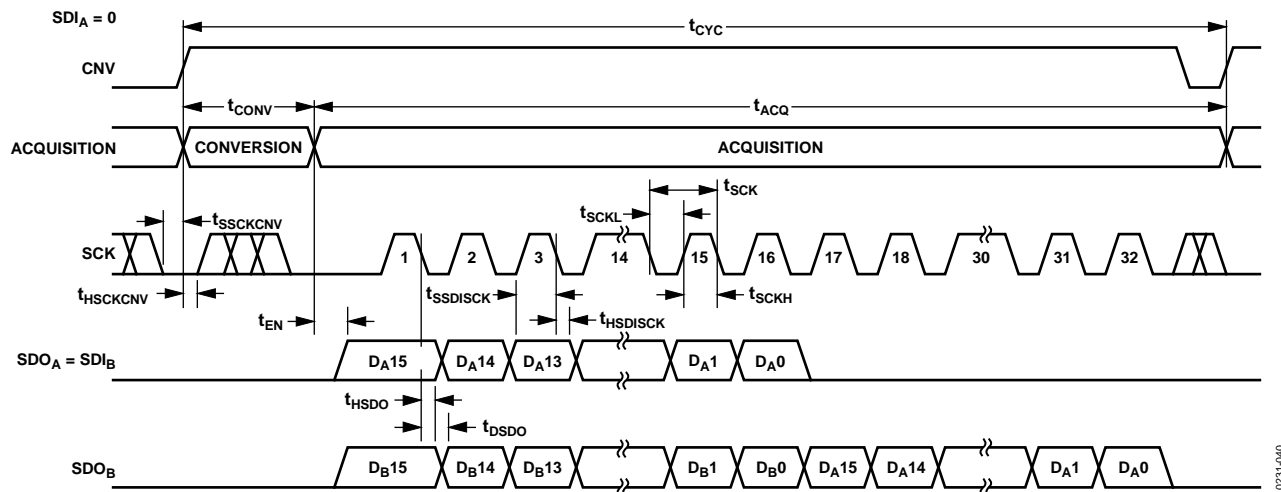 SDIA = 0
tCYC
CNV
tCONV
tACQ
ACQUISITION
CONVERSION
ACQUISITION
tSCK
tSSCKCNV
tSCKL
SCK
1
2
3
14
15
16
17
18
30
31
32
tHSCKCNV
tSSDISCK
tSCKH
tEN
tHSDISCK
SDOA = SDIB
DA15
DA14
DA13
DA1
DA0
tHSDO
tDSDO
SDOB
DB15
DB14
DB13
DB1
DB0
DA15
DA14
DA1
DA0
0231-040